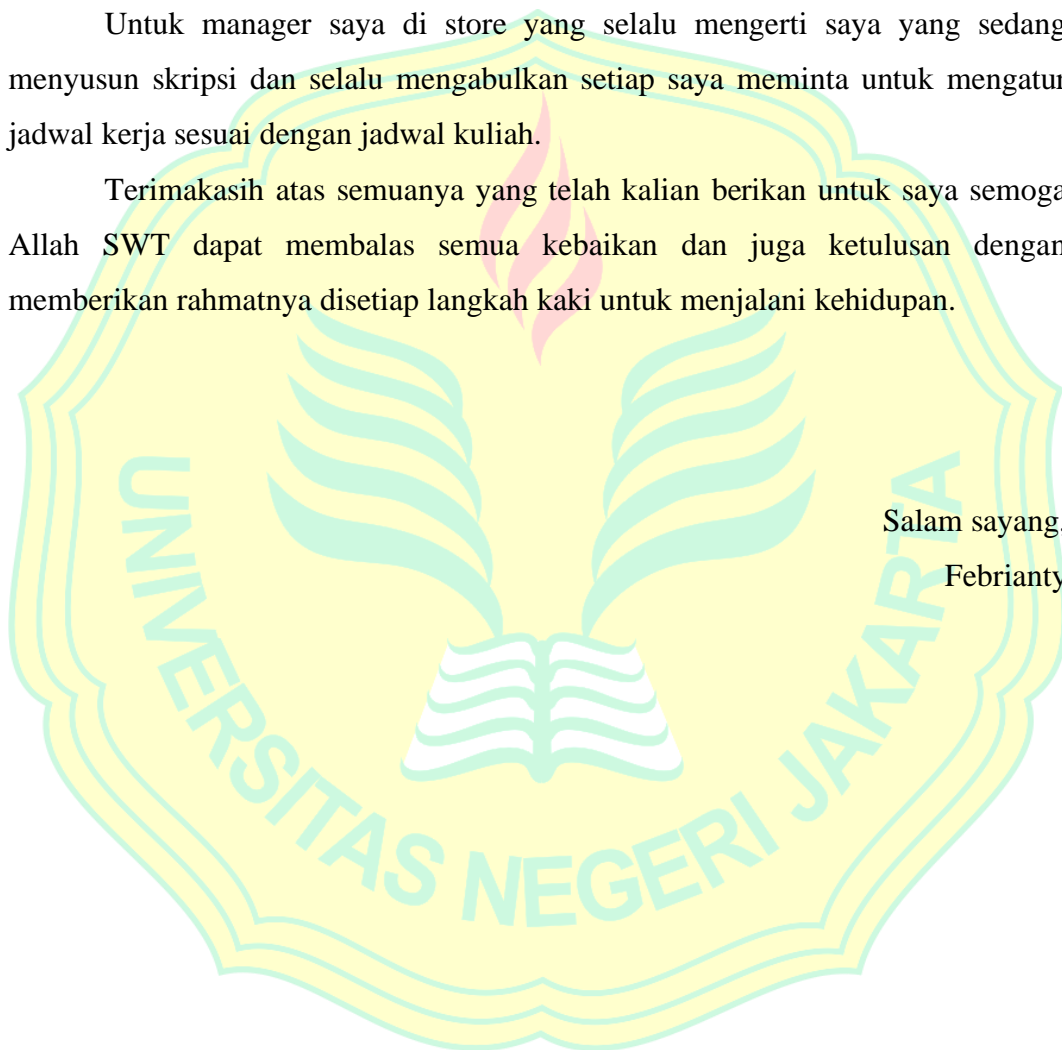 Untuk manager saya di store yang selalu mengerti saya yang sedang
menyusun skripsi dan selalu mengabulkan setiap saya meminta untuk mengatur
jadwal kerja sesuai dengan jadwal kuliah.
Terimakasih atas semuanya yang telah kalian berikan untuk saya semoga
Allah SWT dapat membalas semua kebaikan dan juga ketulusan dengan
memberikan rahmatnya disetiap langkah kaki untuk menjalani kehidupan.
Salam sayang,
Febrianty
UNIVERSITAS NEGERI JAKARTA